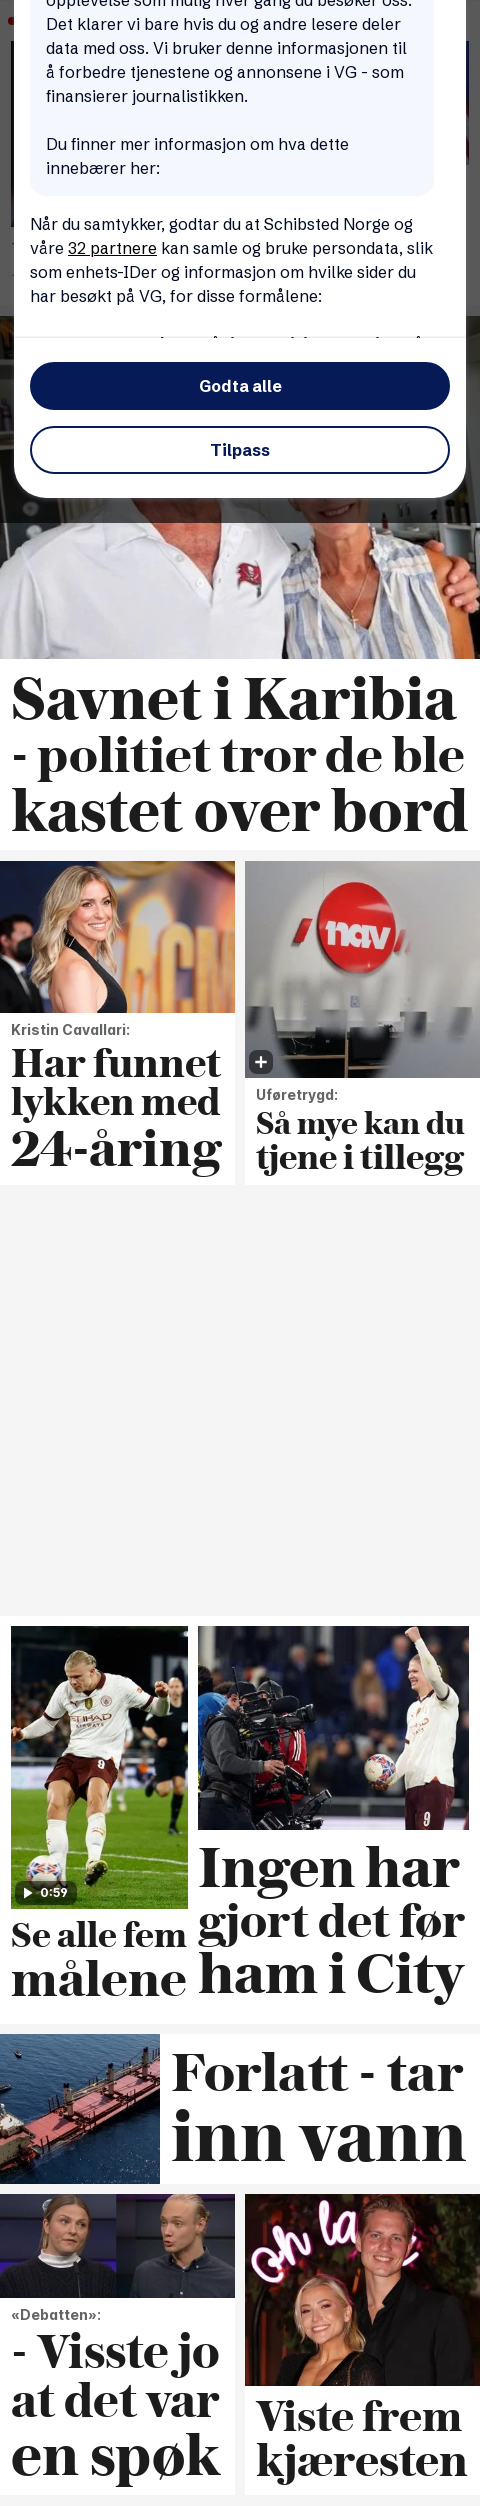 opplevelse som mulig hver gang du besøker oss.
Det klarer vi bare hvis du og andre lesere deler
data med oss. Vi bruker denne informasjonen til
å forbedre tjenestene og annonsene i VG - som
finansierer journalistikken.
Du finner mer informasjon om hva dette
innebærer her:
Når du samtykker, godtar du at Schibsted Norge og
våre 32 partnere kan samle og bruke persondata, slik
som enhets-IDer og informasjon om hvilke sider du
har besøkt på VG, for disse formålene:
Godta alle
Tilpass
Savnet i Karibia
- politiet tror de ble
kastet over bord
Kristin Cavallari:
Har funnet
lykken med
24-åring
nav
Uføretrygd:
Så mye kan du
tjene i tillegg
ETIHAD
AIRWAYS
9
0:59
Se alle fem
målene
9
Ingen har
gjort det før
ham i City
Forlatt - tar
inn vann
«Debatten»:
- Visste jo
at det var
en spøk
oh la
Viste frem
kjæresten